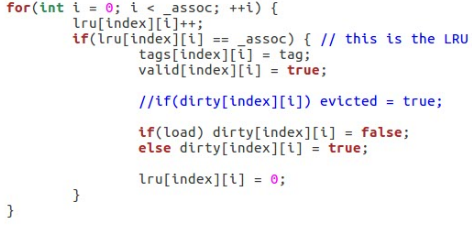 for(int i = 0; i < _assoc; ++i) {
lru[index][i]++;
if(lru[index][i] == _assoc) { // this is the LRU
tags[index][i] = tag;
valid[index][i] = true;
//if(dirty[index][i]) evicted = true;
if(load) dirty[index][i] = false;
else dirty[index][i] = true;
lru[index][i] = 0;
}
}